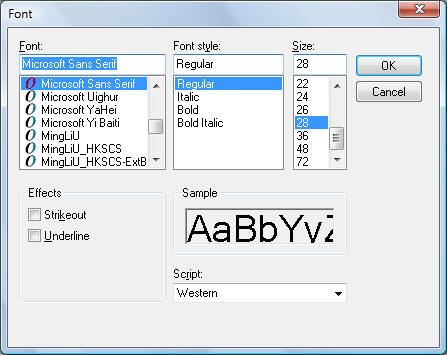 Font
Font:
Microsoft Sans Serif
Microsoft Sans Serif
Microsoft Uighur
Microsoft YaHei
Microsoft Yi Baiti
MingLiU
MingLiU_HKSCS
MingLiU_HKSCS-ExtB
Font style:
Regular
Regular
Italic
Bold
Bold Italic
Size:
28
22
24
26
28
36
48
72
OK
Cancel
Effects
Strikeout
Underline
Sample
AaBbYyZ
Script:
Western